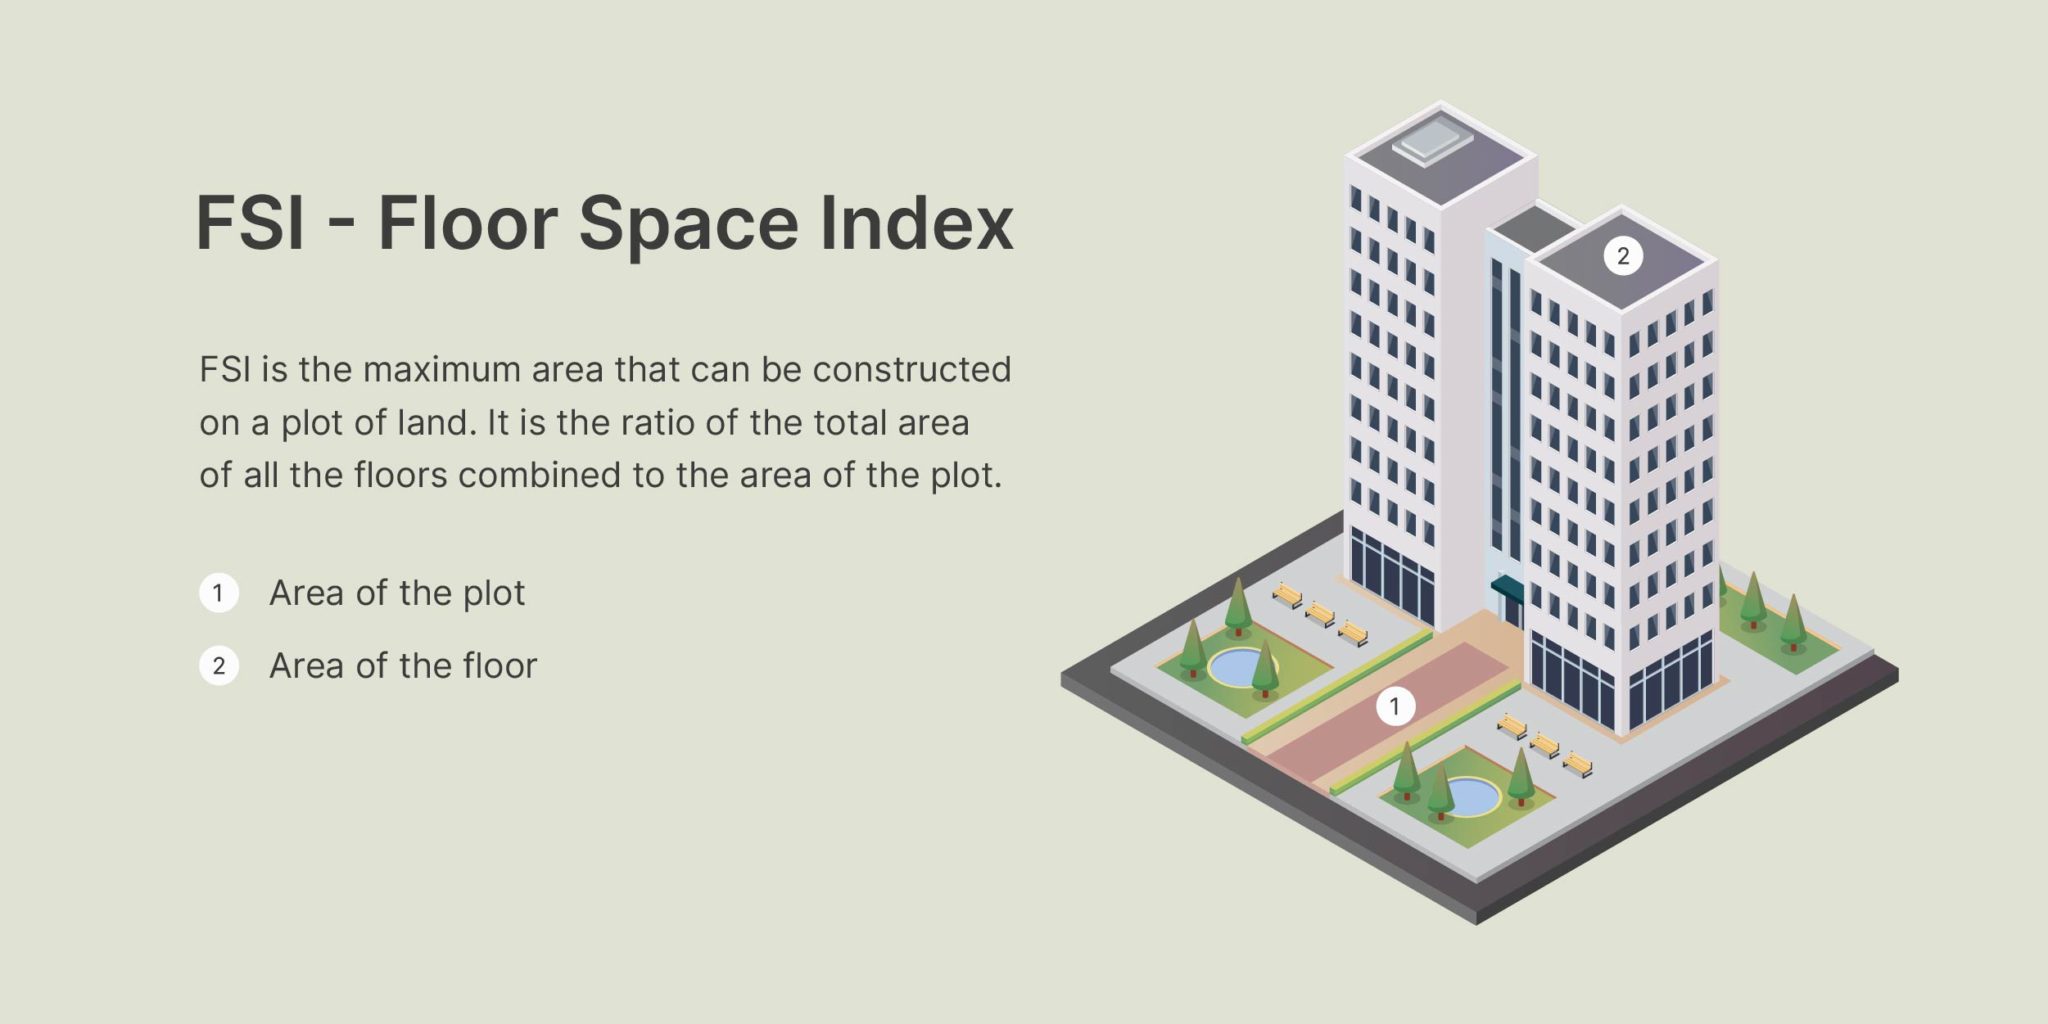 FSI - Floor Space Index
FSI is the maximum area that can be constructed
on a plot of land. It is the ratio of the total area
of all the floors combined to the area of the plot.
1 Area of the plot
2 Area of the floor
2
1